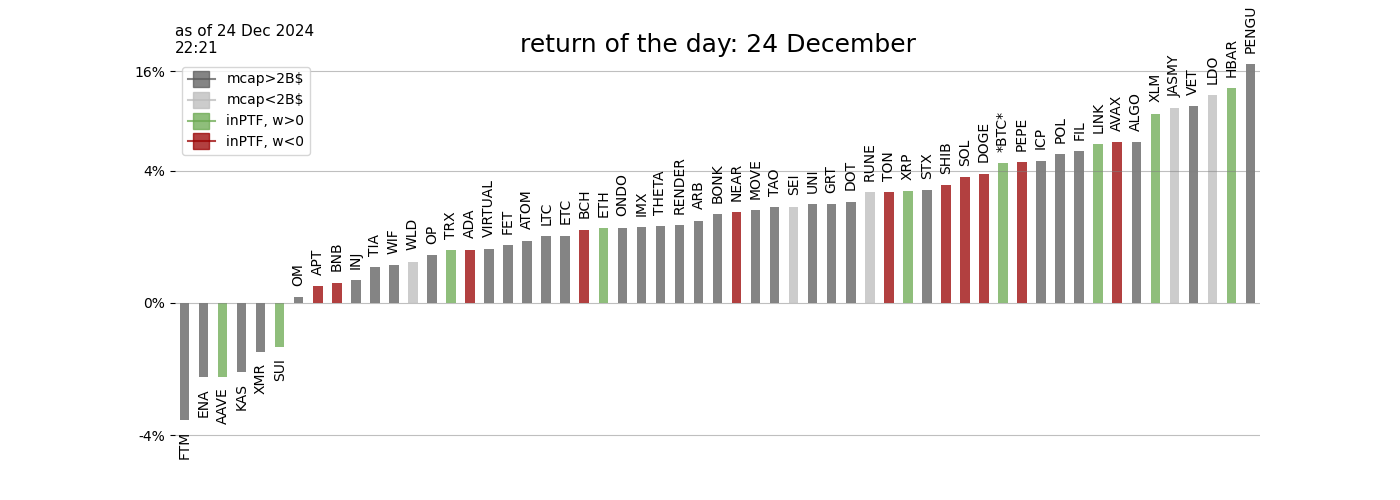 as of 24 Dec 2024
22:21
return of the day: 24 December
16%
4%
0%
-4%
mcap>2B$
mcap<2B$
inPTF, w>0
inPTF, w<0
FTM
ENA
AAVE
KAS
XMR
SUI
OM
APT
BNB
INJ
TIA
WIF
WLD
OP
TRX
ADA
VIRTUAL
FET
ATOM
LTC
ETC
BCH
ETH
ONDO
IMX
THETA
RENDER
ARB
BONK
NEAR
MOVE
TAO
SEI
UNI
GRT
DOT
RUNE
TON
XRP
STX
SHIB
SOL
DOGE
*BTC*
PEPE
ICP
POL
FIL
LINK
AVAX
ALGO
XLM
JASMY
VET
LDO
HBAR
PENGU